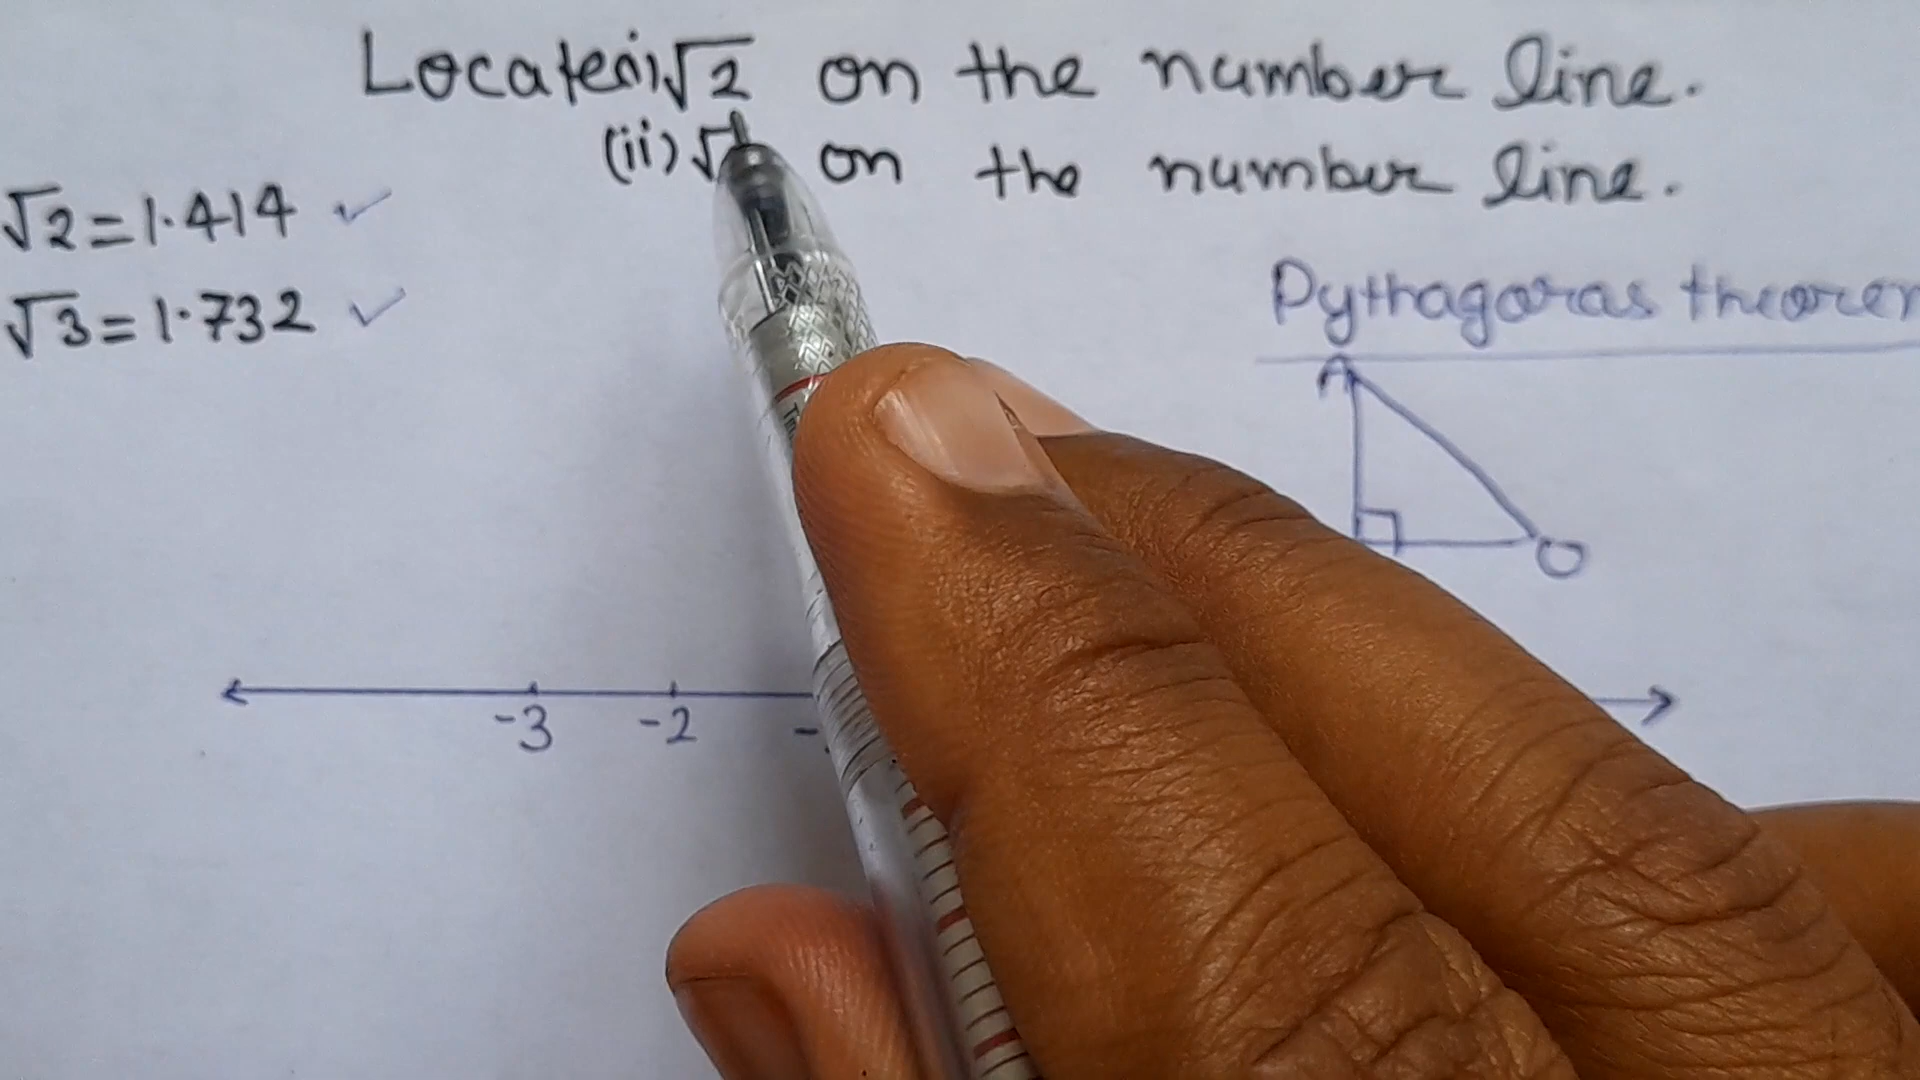 Locate (i) √2 on the number line.
(ii) √ on the number line.
√2=1.414 ✓
√3=1.732 ✓
Pythagoras theorem
A
O
-3 -2 -